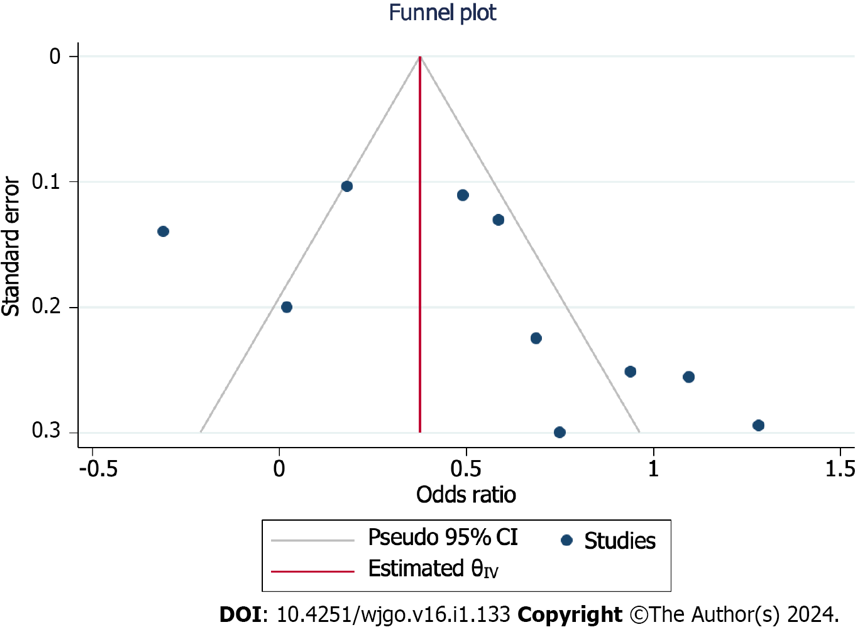 Funnel plot
Standard error
0
0.1
0.2
0.3
-0.5 0 0.5 1 1.5
Odds ratio
Pseudo 95% CI Studies
Estimated θIV
DOI: 10.4251/wjgo.v16.i1.133 Copyright ©The Author(s) 2024.